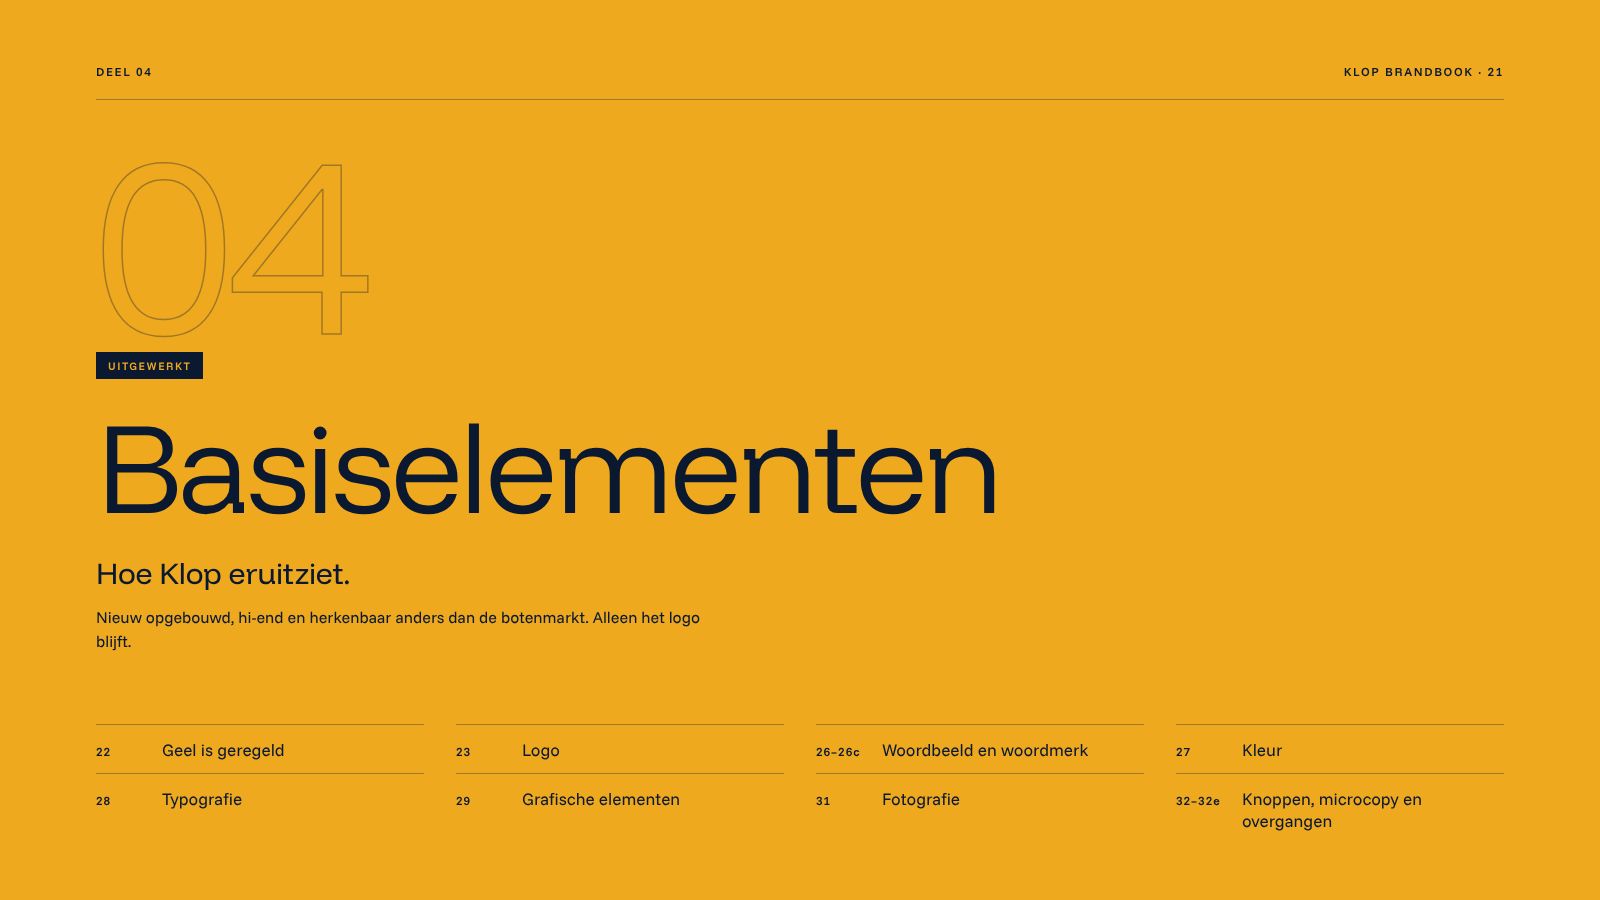 DEEL 04
KLOP BRANDBOOK · 21
04
UITGEWERKT
Basiselementen
Hoe Klop eruitziet.
Nieuw opgebouwd, hi-end en herkenbaar anders dan de botenmarkt. Alleen het logo
blijft.
22 Geel is geregeld
23 Logo
26–26c Woordbeeld en woordmerk
27 Kleur
28 Typografie
29 Grafische elementen
31 Fotografie
32–32e Knoppen, microcopy en
overgangen